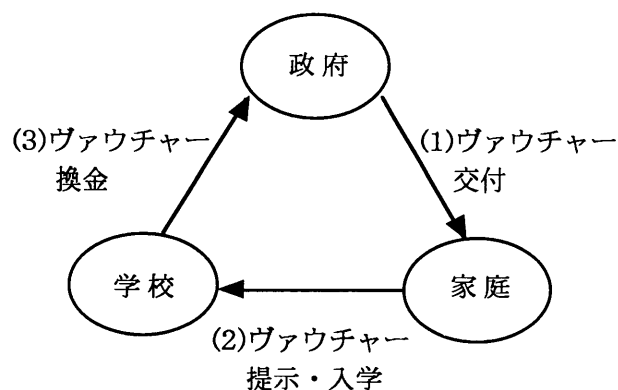 政府
(3)ヴァウチャー
換金
(1)ヴァウチャー
交付
学校
家庭
(2)ヴァウチャー
提示・入学